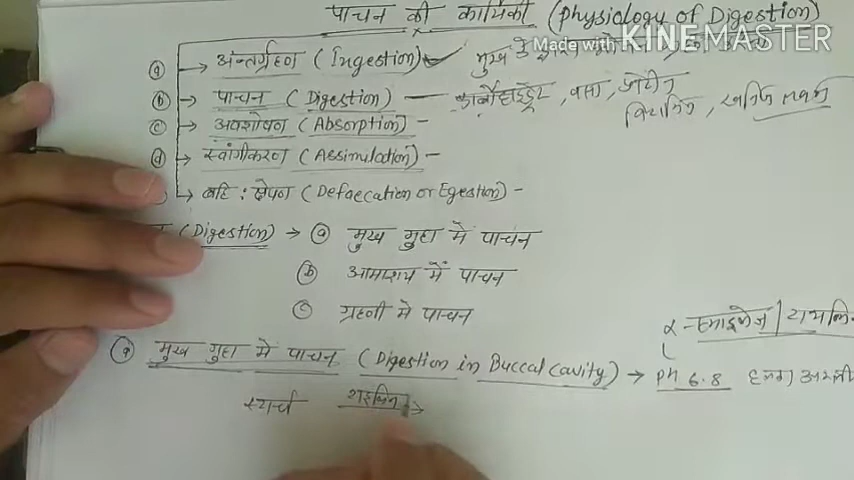 पाचन की कार्यिकी (Physiology of Digestion)
Made with KINEMASTER
ⓐ → अन्तर्ग्रहण (Ingestion) मुख के द्वारा
ⓑ → पाचन (Digestion) — कार्बोहाइड्रेट, वसा, प्रोटीन
विटामिन, खनिज लवण
ⓒ → अवशोषण (Absorption) -
ⓓ → स्वांगीकरण (Assimilation) -
→ बहि : क्षेपण (Defaecation or Egestion) -
(Digestion) → ⓐ मुख गुहा में पाचन
ⓑ आमाशय में पाचन
ⓒ ग्रहणी में पाचन
α - एमाइलेज / टायलिन
ⓐ मुख गुहा में पाचन (Digestion in Buccal Cavity) → PH 6.8 हल्का अम्ली
स्टार्च टाइलिन →